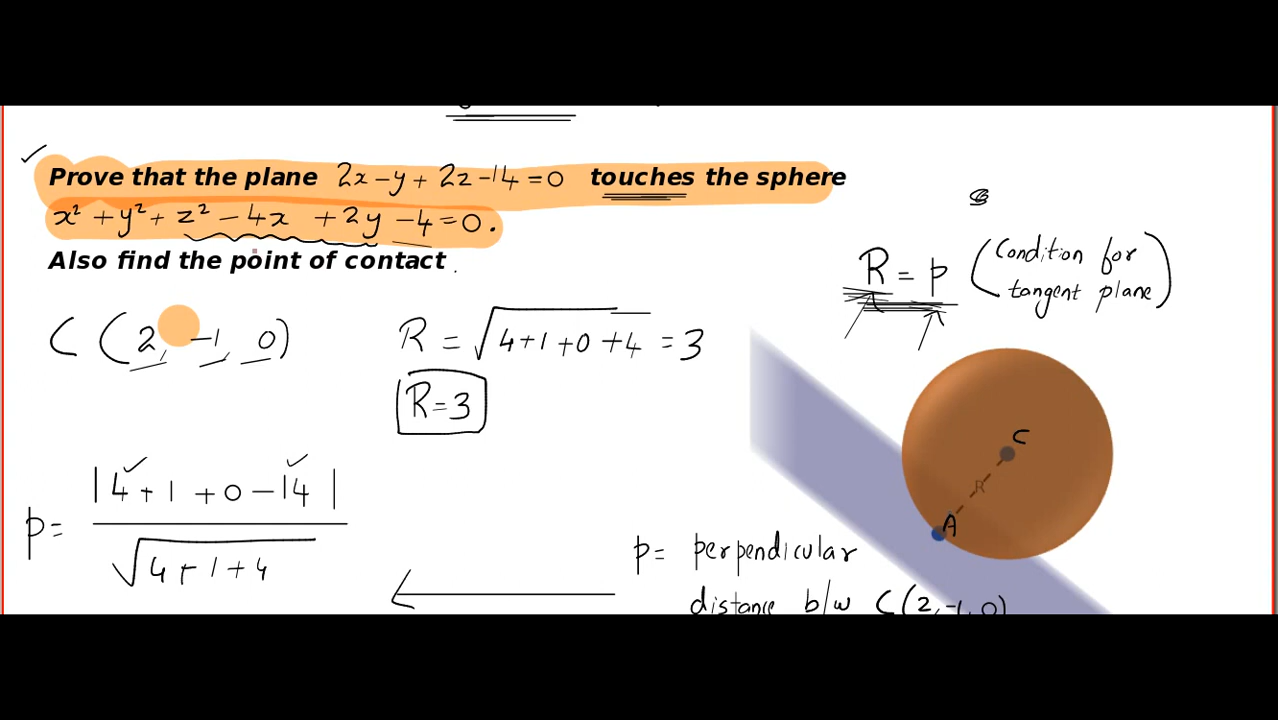 Prove that the plane 2x-y+2z-14=0 touches the sphere
x²+y²+z²-4x+2y-4=0.
Also find the point of contact.
R = p (Condition for
tangent plane)
C (2, -1, 0)
R = √4+1+0+4 = 3
R=3
C
R
A
p= |4+1+0-14|
√4+1+4
p= perpendicular
distance b/w C(2,-1,0)